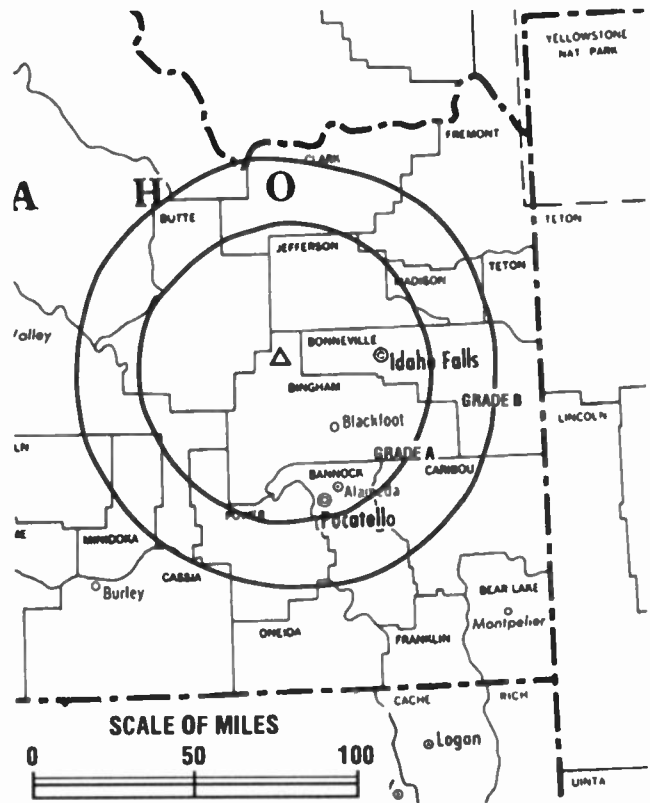 YELLOWSTONE
NAT PARK
FREMONT
CLARK
A H O
BUTTE
TETON
JEFFERSON
TETON
MADISON
Valley
BONNEVILLE
Idaho Falls
BINGHAM
GRADE B
LINCOLN
Blackfoot
LN
GRADE A
BANNOCK
CARIBOU
Alameda
POWER
Pocatello
MINIDOKA
CASSIA
BEAR LAKE
Burley
Montpelier
ONEIDA
FRANKLIN
CACHE
RICH
SCALE OF MILES
Logan
0 50 100
UINTA